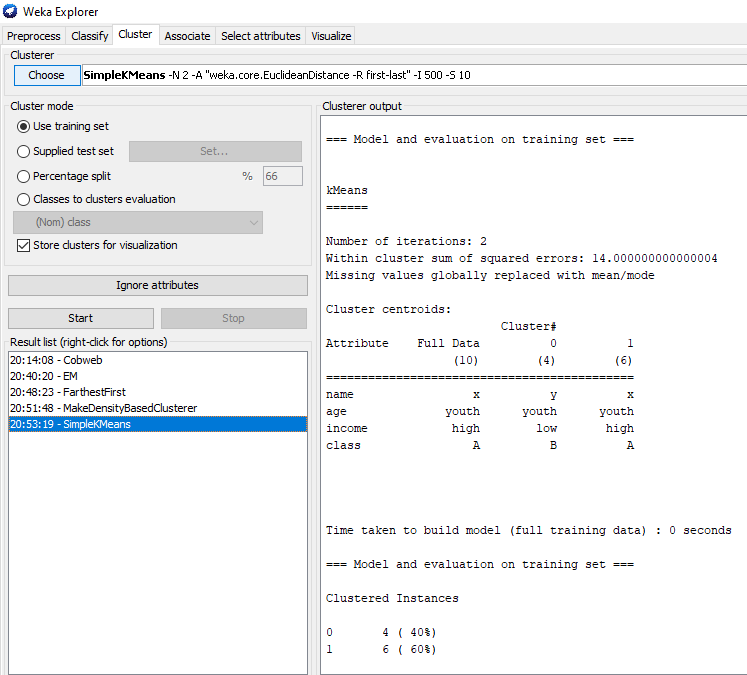 Weka Explorer
Preprocess Classify Cluster Associate Select attributes Visualize
Clusterer
Choose SimpleKMeans -N 2 -A "weka.core.EuclideanDistance -R first-last" -I 500 -S 10
Cluster mode
Use training set
Supplied test set Set...
Percentage split % 66
Classes to clusters evaluation
(Nom) class
Store clusters for visualization
Ignore attributes
Start Stop
Result list (right-click for options)
20:14:08 - Cobweb
20:40:20 - EM
20:48:23 - FarthestFirst
20:51:48 - MakeDensityBasedClusterer
20:53:19 - SimpleKMeans
Clusterer output
=== Model and evaluation on training set ===
kMeans
======
Number of iterations: 2
Within cluster sum of squared errors: 14.000000000000004
Missing values globally replaced with mean/mode
Cluster centroids:
Cluster#
Attribute Full Data 0 1
(10) (4) (6)
=============================================
name x y x
age youth youth youth
income high low high
class A B A
Time taken to build model (full training data) : 0 seconds
=== Model and evaluation on training set ===
Clustered Instances
0 4 ( 40%)
1 6 ( 60%)